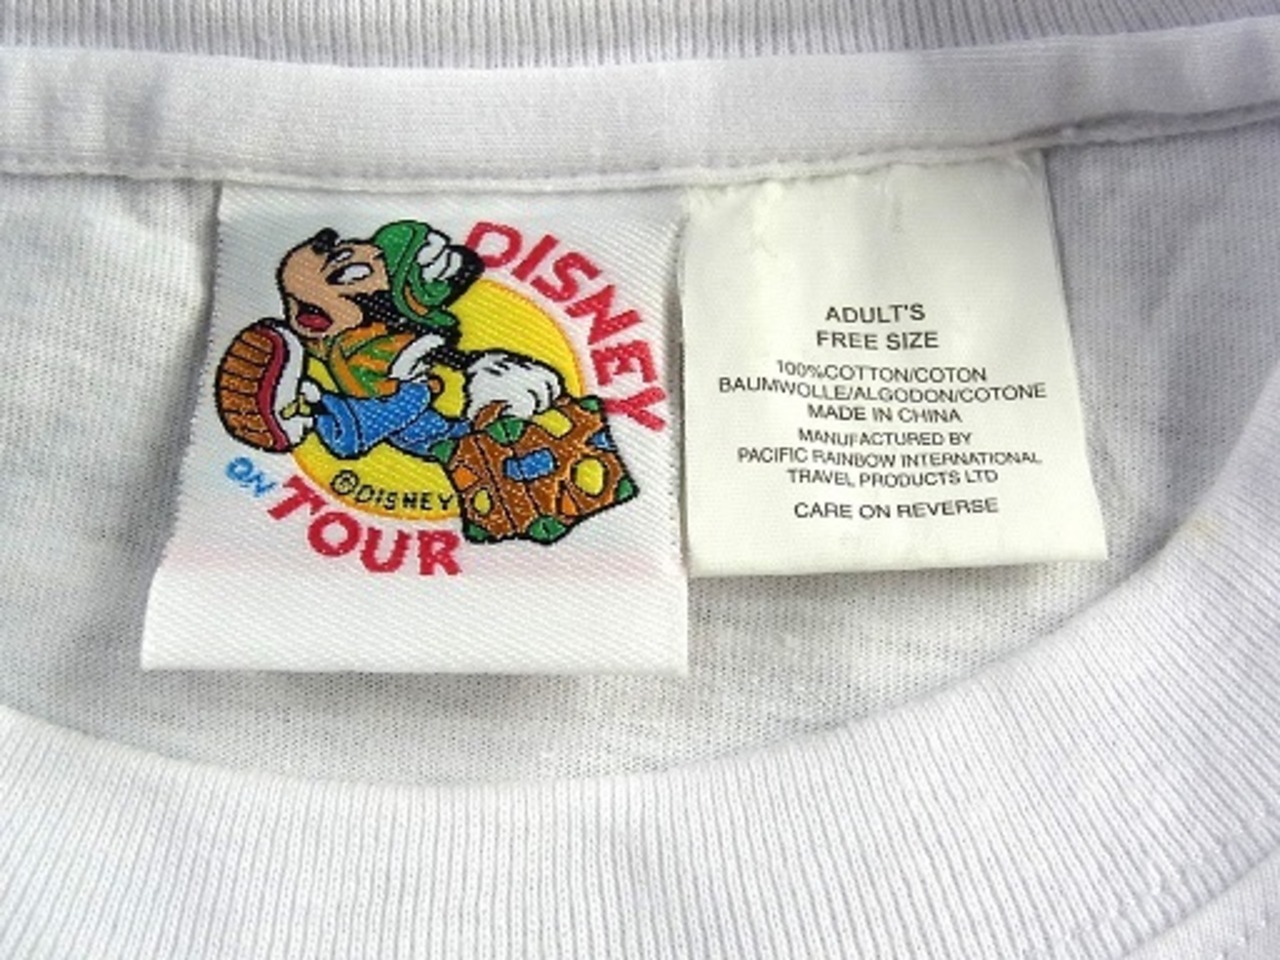 DISNEY
ON TOUR
©DISNEY
ADULT'S
FREE SIZE
100%COTTON/COTON
BAUMWOLLE/ALGODON/COTONE
MADE IN CHINA
MANUFACTURED BY
PACIFIC RAINBOW INTERNATIONAL
TRAVEL PRODUCTS LTD
CARE ON REVERSE